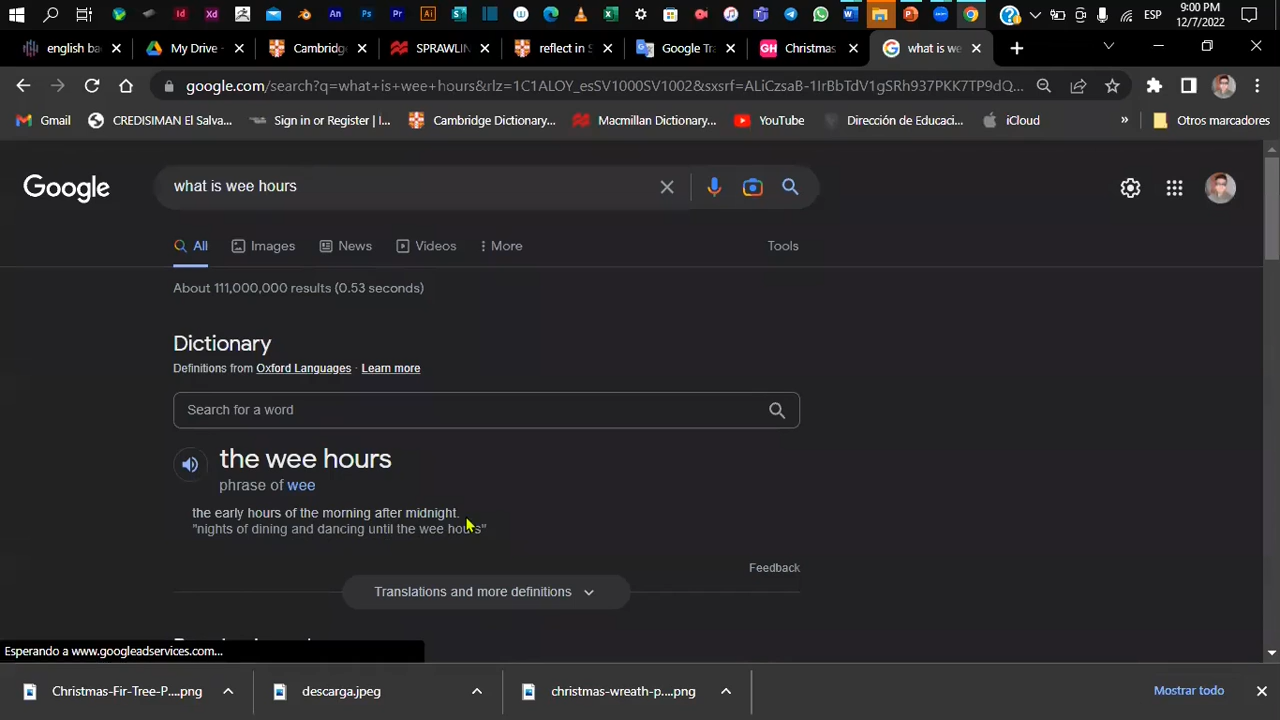 9:00 PM
ESP
12/7/2022
english ba
My Drive -
Cambridg
SPRAWLIN
reflect in S
Google Tra
Christmas
what is we
google.com/search?q=what+is+wee+hours&rlz=1C1ALOY_esSV1000SV1002&sxsrf=ALiCzsaB-1IrBbTdV1gSRh937PKK7TP9dQ...
Gmail
CREDISIMAN El Salva...
Sign in or Register | I...
Cambridge Dictionary,...
Macmillan Dictionary...
YouTube
Dirección de Educaci...
iCloud
»
Otros marcadores
Google
what is wee hours
All
Images
News
Videos
More
Tools
About 111,000,000 results (0.53 seconds)
Dictionary
Definitions from Oxford Languages · Learn more
Search for a word
the wee hours
phrase of wee
the early hours of the morning after midnight.
"nights of dining and dancing until the wee hours"
Feedback
Translations and more definitions
Esperando a www.googleadservices.com...
Christmas-Fir-Tree-P....png
descarga.jpeg
christmas-wreath-p....png
Mostrar todo